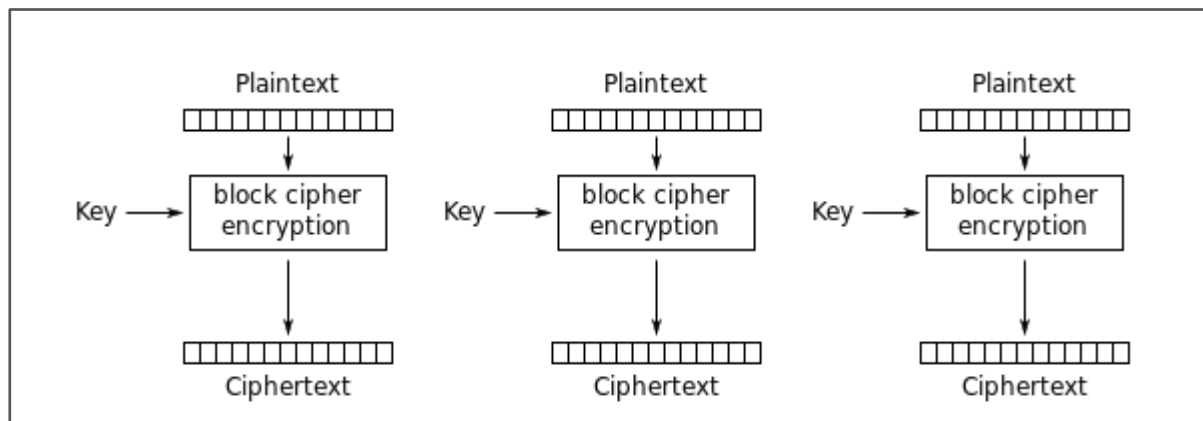 Plaintext
Plaintext
Plaintext
Key
block cipher
encryption
Key
block cipher
encryption
Key
block cipher
encryption
Ciphertext
Ciphertext
Ciphertext